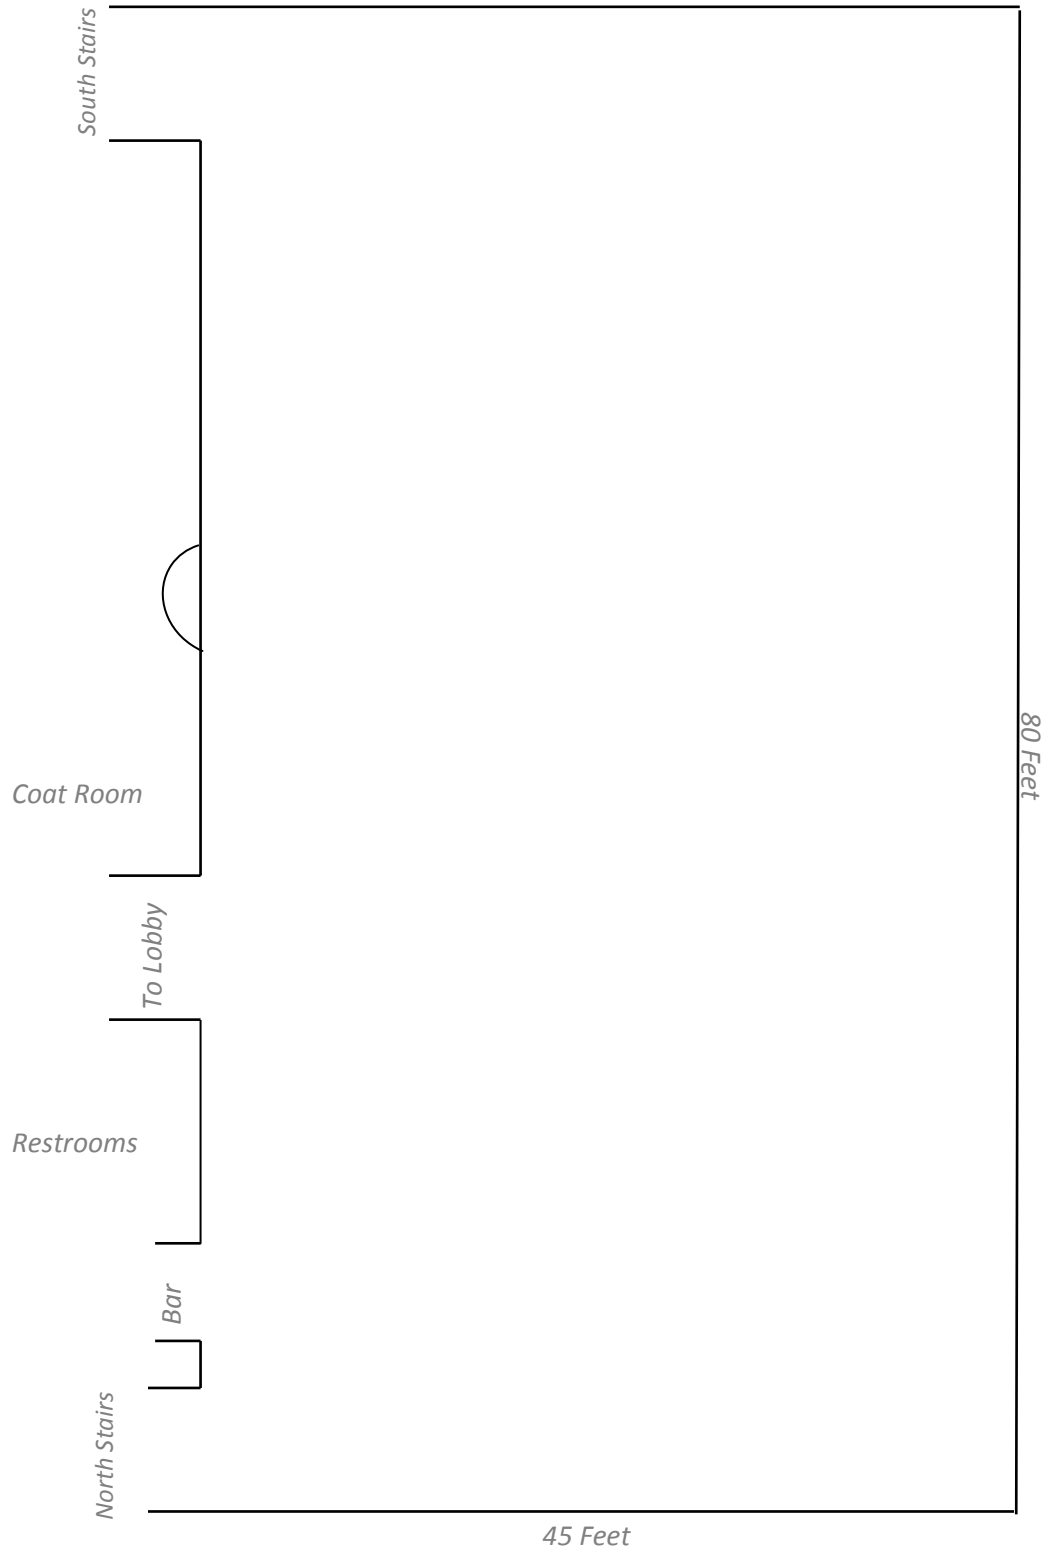 South Stairs
80 Feet
Coat Room
To Lobby
Restrooms
Bar
North Stairs
45 Feet